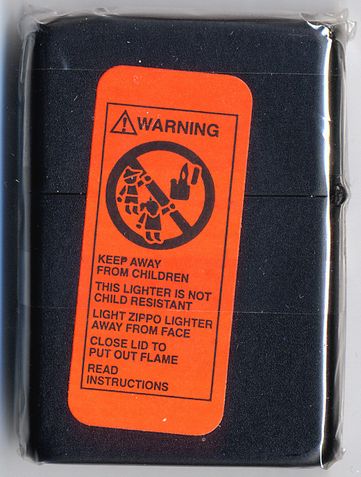 WARNING
KEEP AWAY
FROM CHILDREN
THIS LIGHTER IS NOT
CHILD RESISTANT
LIGHT ZIPPO LIGHTER
AWAY FROM FACE
CLOSE LID TO
PUT OUT FLAME
READ
INSTRUCTIONS